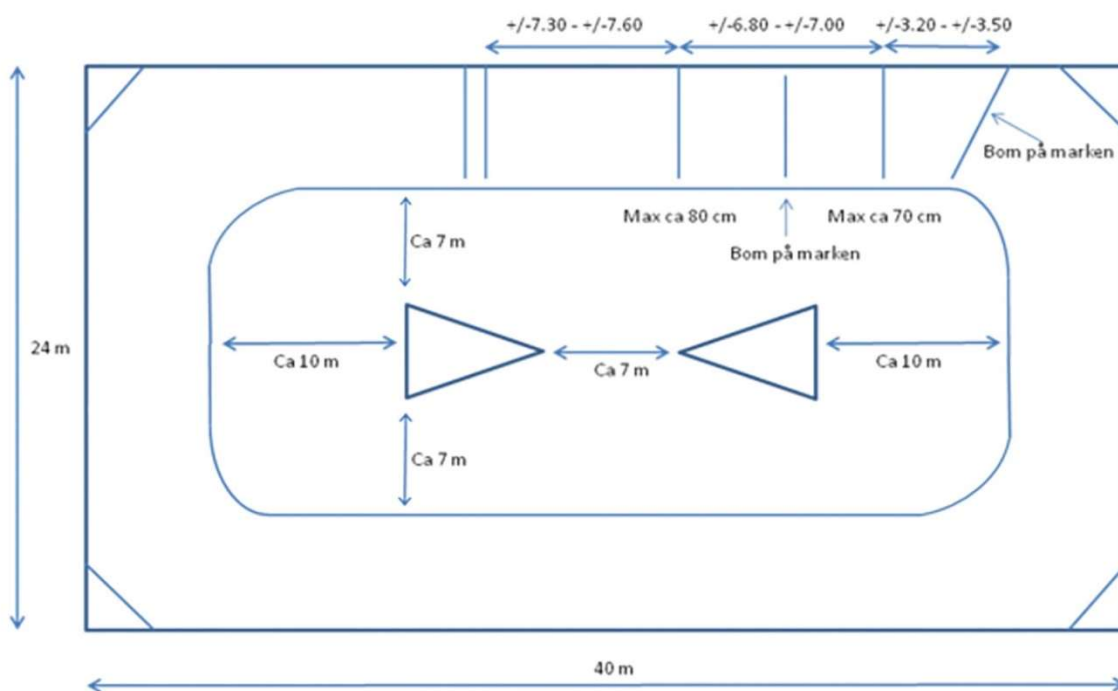 +/-7.30 - +/-7.60
+/-6.80 - +/-7.00
+/-3.20 - +/-3.50
Bom på marken
Max ca 80 cm
Max ca 70 cm
Ca 7 m
Bom på marken
24 m
Ca 10 m
Ca 7 m
Ca 10 m
Ca 7 m
40 m